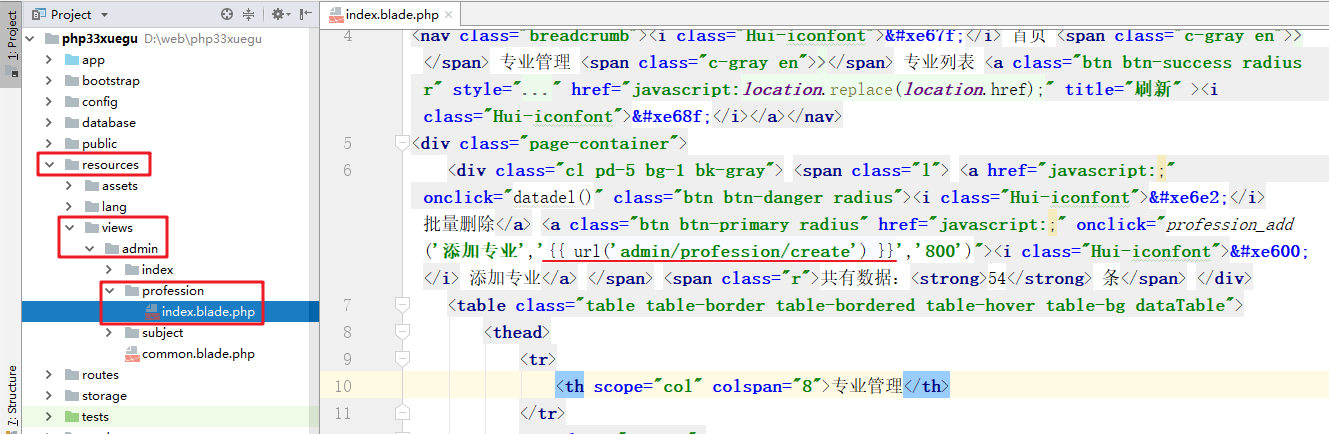 1: Project
7: Structure
Project
php33xuegu D:\web\php33xuegu
app
bootstrap
config
database
public
resources
assets
lang
views
admin
index
profession
index.blade.php
subject
common.blade.php
routes
storage
tests
index.blade.php
4 <nav class="breadcrumb"><i class="Hui-iconfont">&#xe67f;</i> 首页 <span class="c-gray en">>
</span> 专业管理 <span class="c-gray en">></span> 专业列表 <a class="btn btn-success radius
r" style="..." href="javascript:location.replace(location.href);" title="刷新" ><i
class="Hui-iconfont">&#xe68f;</i></a></nav>
5 <div class="page-container">
6 <div class="cl pd-5 bg-1 bk-gray"> <span class="l"> <a href="javascript:;"
onclick="datadel()" class="btn btn-danger radius"><i class="Hui-iconfont">&#xe6e2;</i>
批量删除</a> <a class="btn btn-primary radius" href="javascript:;" onclick="profession_add
('添加专业','{{ url('admin/profession/create') }}','800')"><i class="Hui-iconfont">&#xe600;
</i> 添加专业</a> </span> <span class="r">共有数据：<strong>54</strong> 条</span> </div>
7 <table class="table table-border table-bordered table-hover table-bg dataTable">
8 <thead>
9 <tr>
10 <th scope="col" colspan="8">专业管理</th>
11 </tr>